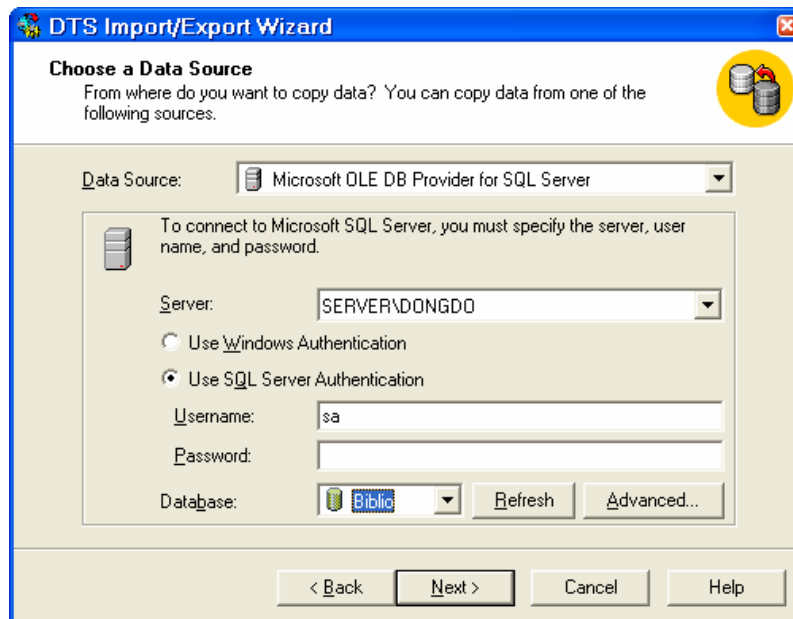 DTS Import/Export Wizard
Choose a Data Source
From where do you want to copy data? You can copy data from one of the
following sources.
Data Source: Microsoft OLE DB Provider for SQL Server
To connect to Microsoft SQL Server, you must specify the server, user
name, and password.
Server: SERVER\DONGDO
Use Windows Authentication
Use SQL Server Authentication
Username: sa
Password:
Database: Biblio Refresh Advanced...
< Back Next > Cancel Help